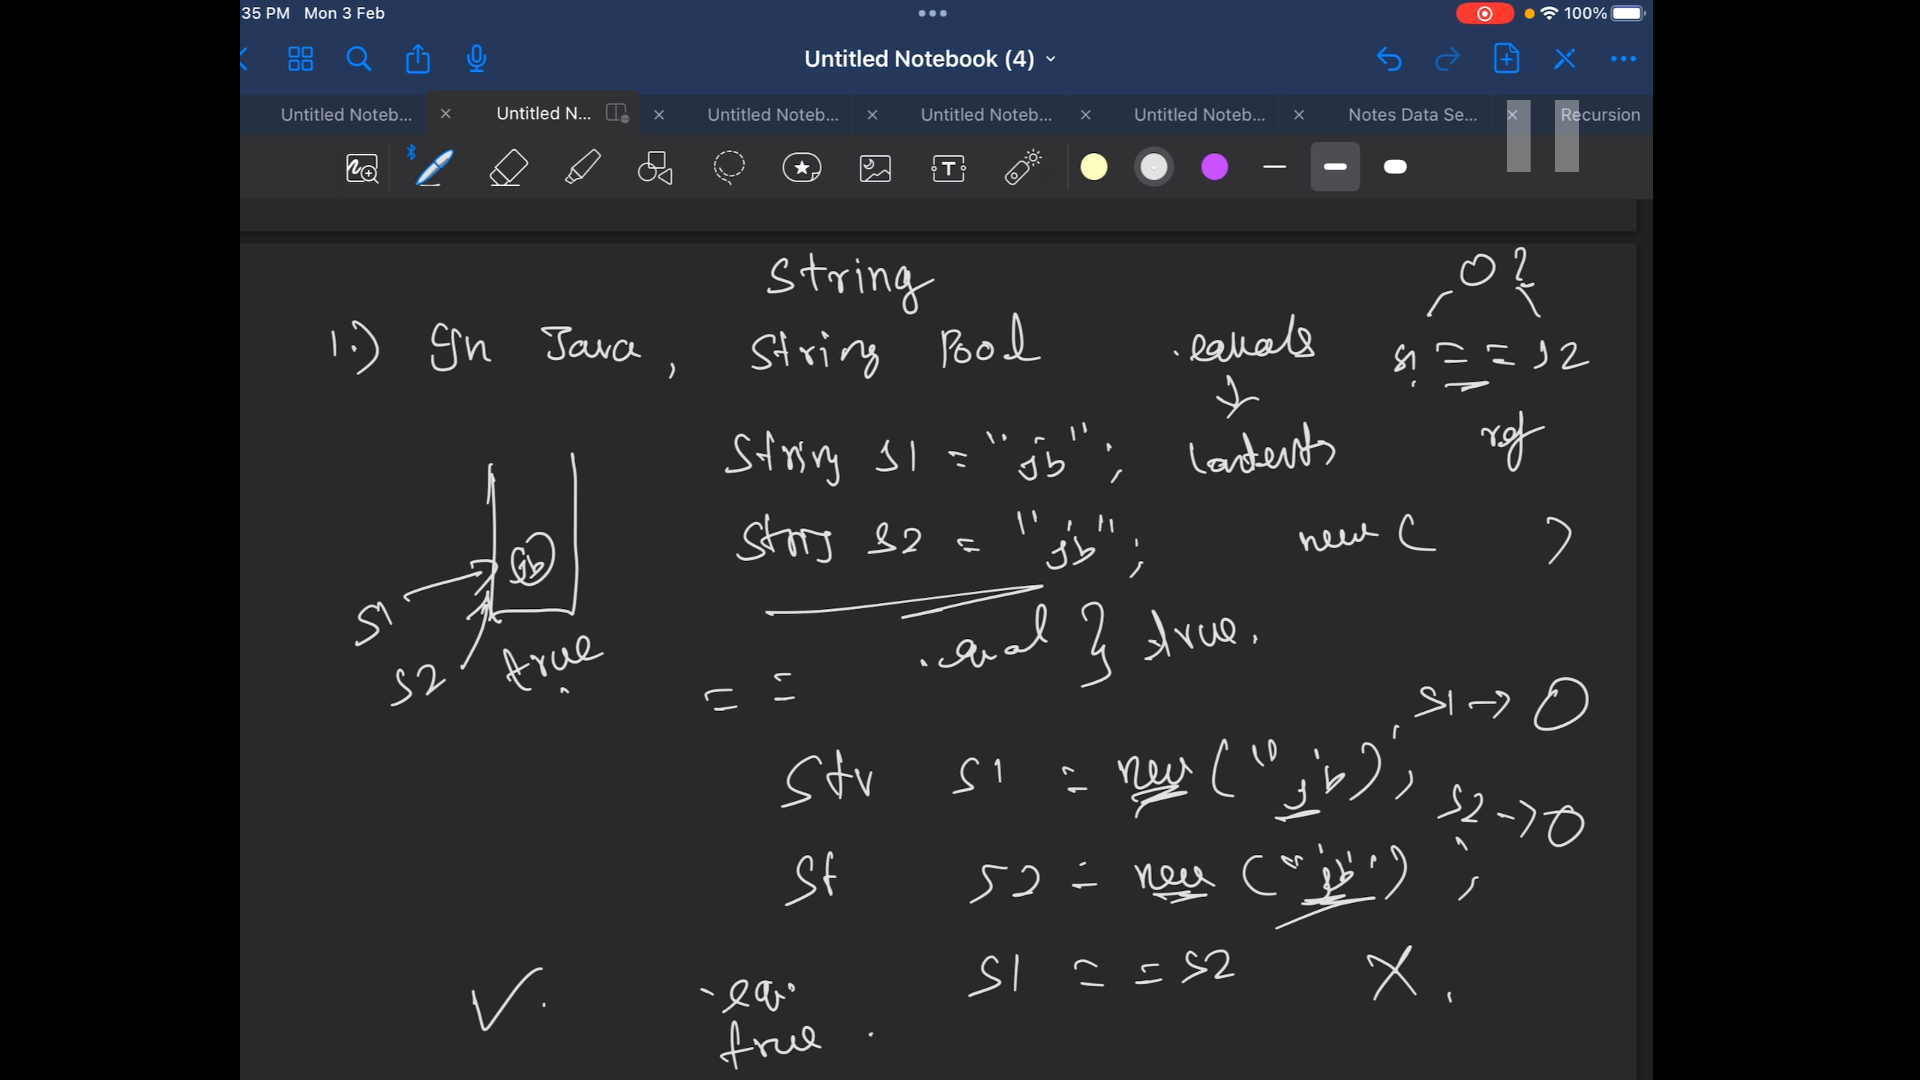 35 PM Mon 3 Feb
100%
Untitled Notebook (4)
Untitled Noteb...
Untitled N...
Untitled Noteb...
Untitled Noteb...
Untitled Noteb...
Notes Data Se...
Recursion
String
O ?
1.) In Java, String Pool
.equals
s1 == s2
String s1 = "jb";
contents
ref
String s2 = "jb";
new ( )
jb
s1
s2
true
.equal } true.
==
s1 -> O
Str s1 = new ("jb");
s2 -> O
St s2 = new ("jb");
s1 == s2 X.
.eq.
true.